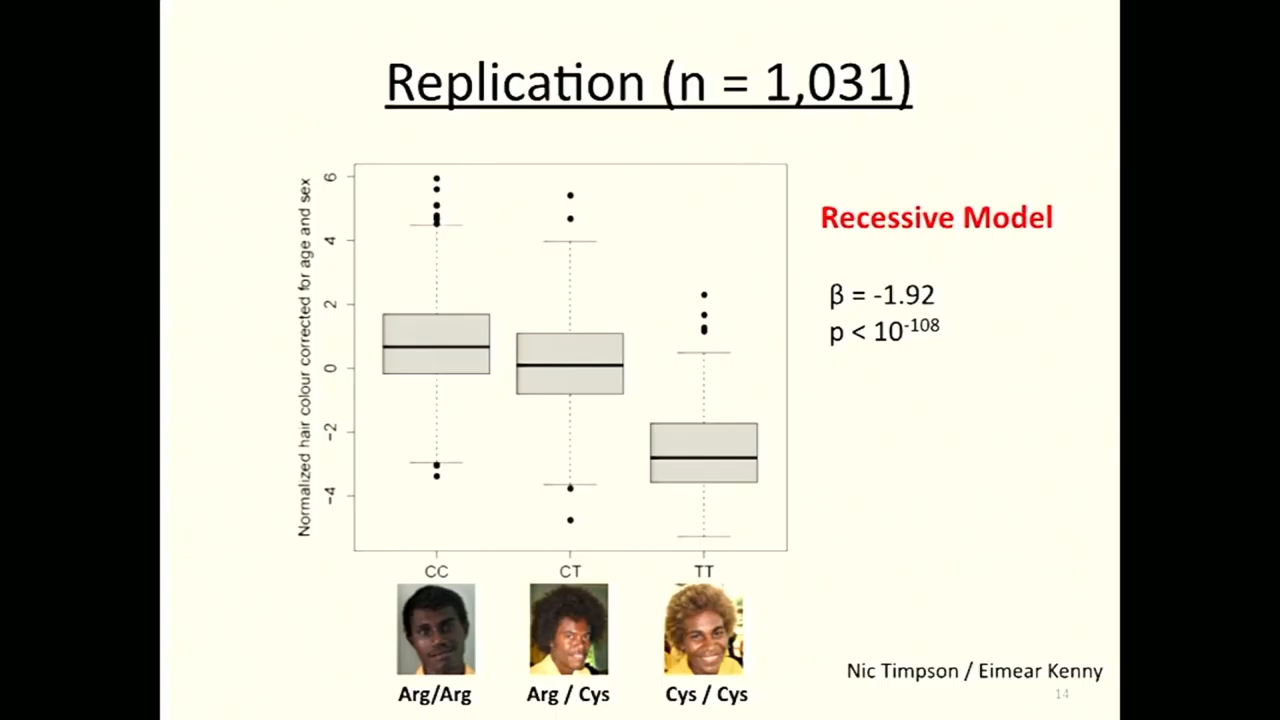 Replication (n = 1,031)
Normalized hair colour corrected for age and sex
6
4
2
0
-2
-4
CC
CT
TT
Arg/Arg
Arg / Cys
Cys / Cys
Recessive Model
β = -1.92
p < 10-108
Nic Timpson / Eimear Kenny
14